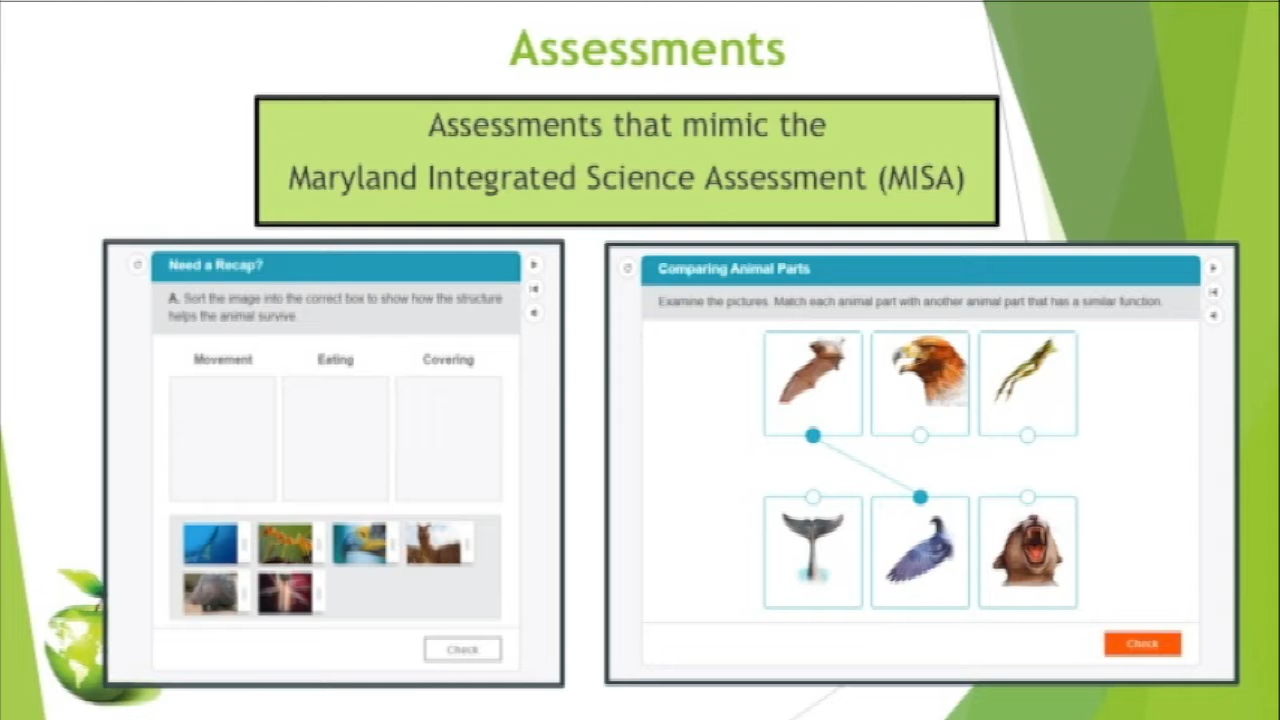 Assessments
Assessments that mimic the
Maryland Integrated Science Assessment (MISA)
Need a Recap?
A. Sort the image into the correct box to show how the structure
helps the animal survive.
Movement
Eating
Covering
Check
Comparing Animal Parts
Examine the pictures. Match each animal part with another animal part that has a similar function.
Check